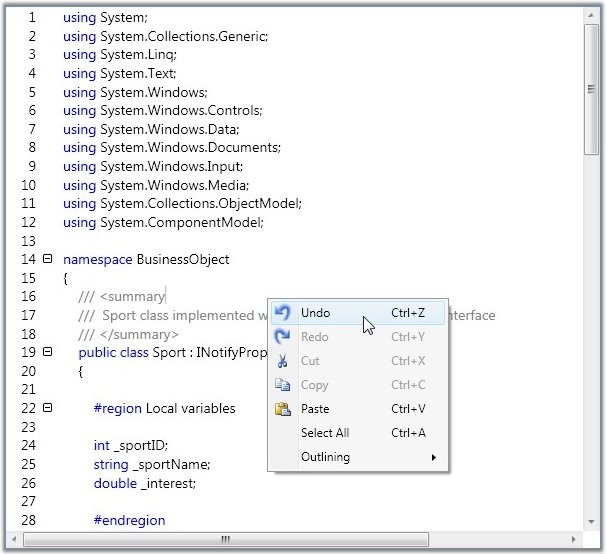 1 using System;
2 using System.Collections.Generic;
3 using System.Linq;
4 using System.Text;
5 using System.Windows;
6 using System.Windows.Controls;
7 using System.Windows.Data;
8 using System.Windows.Documents;
9 using System.Windows.Input;
10 using System.Windows.Media;
11 using System.Collections.ObjectModel;
12 using System.ComponentModel;
13
14 namespace BusinessObject
15 {
16 /// <summary
17 /// Sport class implemented w interface
18 /// </summary>
19 public class Sport : INotifyProp
20 {
21
22 #region Local variables
23
24 int _sportID;
25 string _sportName;
26 double _interest;
27
28 #endregion
Undo Ctrl+Z
Redo Ctrl+Y
Cut Ctrl+X
Copy Ctrl+C
Paste Ctrl+V
Select All Ctrl+A
Outlining